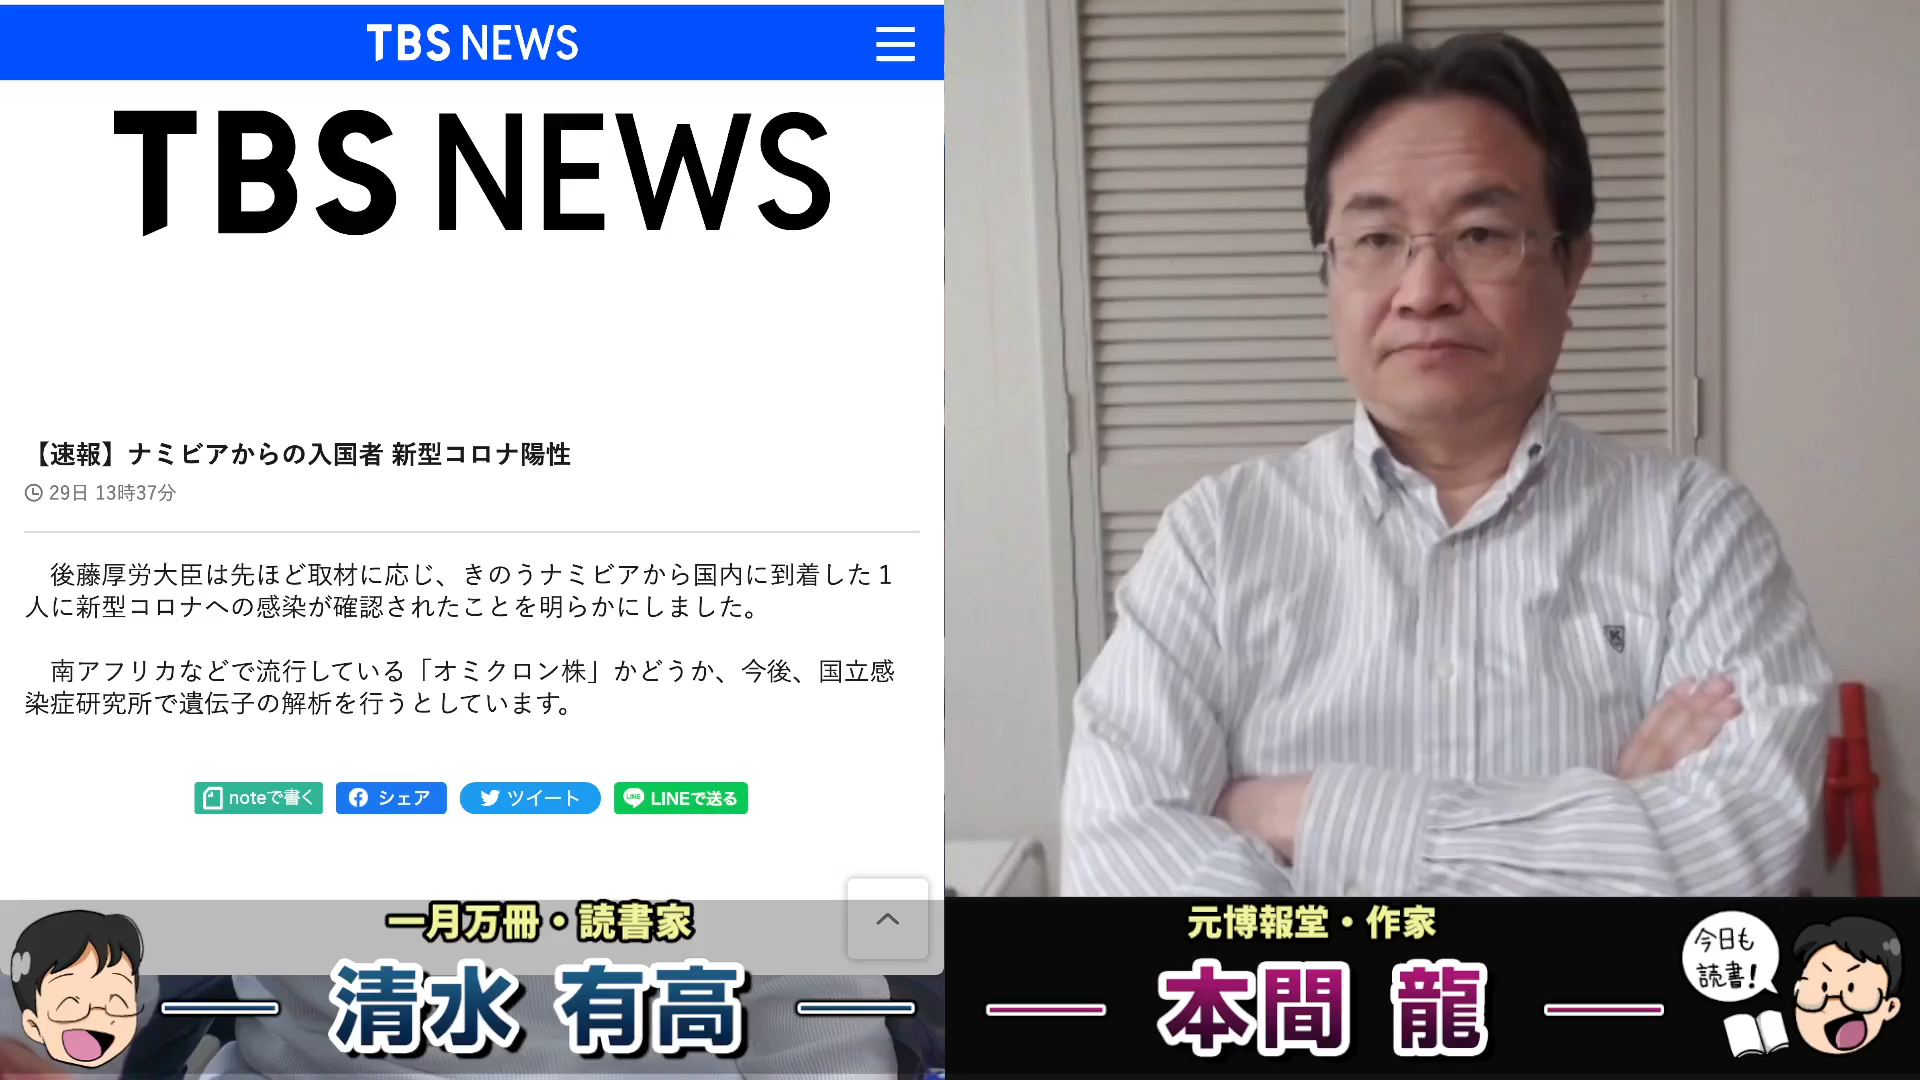 TBS NEWS
TBS NEWS
【速報】ナミビアからの入国者 新型コロナ陽性
29日 13時37分
後藤厚労大臣は先ほど取材に応じ、きのうナミビアから国内に到着した1
人に新型コロナへの感染が確認されたことを明らかにしました。
南アフリカなどで流行している「オミクロン株」かどうか、今後、国立感
染症研究所で遺伝子の解析を行うとしています。
noteで書く
シェア
ツイート
LINE
LINEで送る
一月万冊・読書家
清水 有高
元博報堂・作家
本間 龍
今日も
読書!